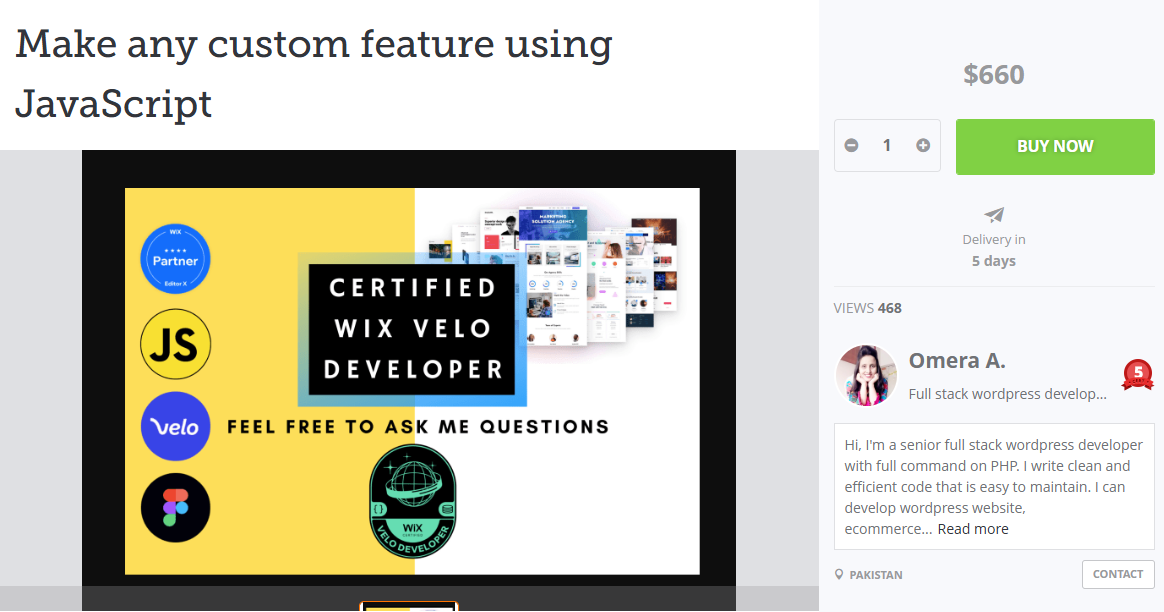 Make any custom feature using
JavaScript
WiX
Partner
Editor X
JS
velo
MARKETING
SOLUTION AGENCY
CERTIFIED
WIX VELO
DEVELOPER
FEEL FREE TO ASK ME QUESTIONS
WiX
CERTIFIED
VELO DEVELOPER
$660
1
BUY NOW
Delivery in
5 days
VIEWS 468
Omera A.
5
Full stack wordpress develop...
Hi, I'm a senior full stack wordpress developer
with full command on PHP. I write clean and
efficient code that is easy to maintain. I can
develop wordpress website,
ecommerce... Read more
PAKISTAN
CONTACT